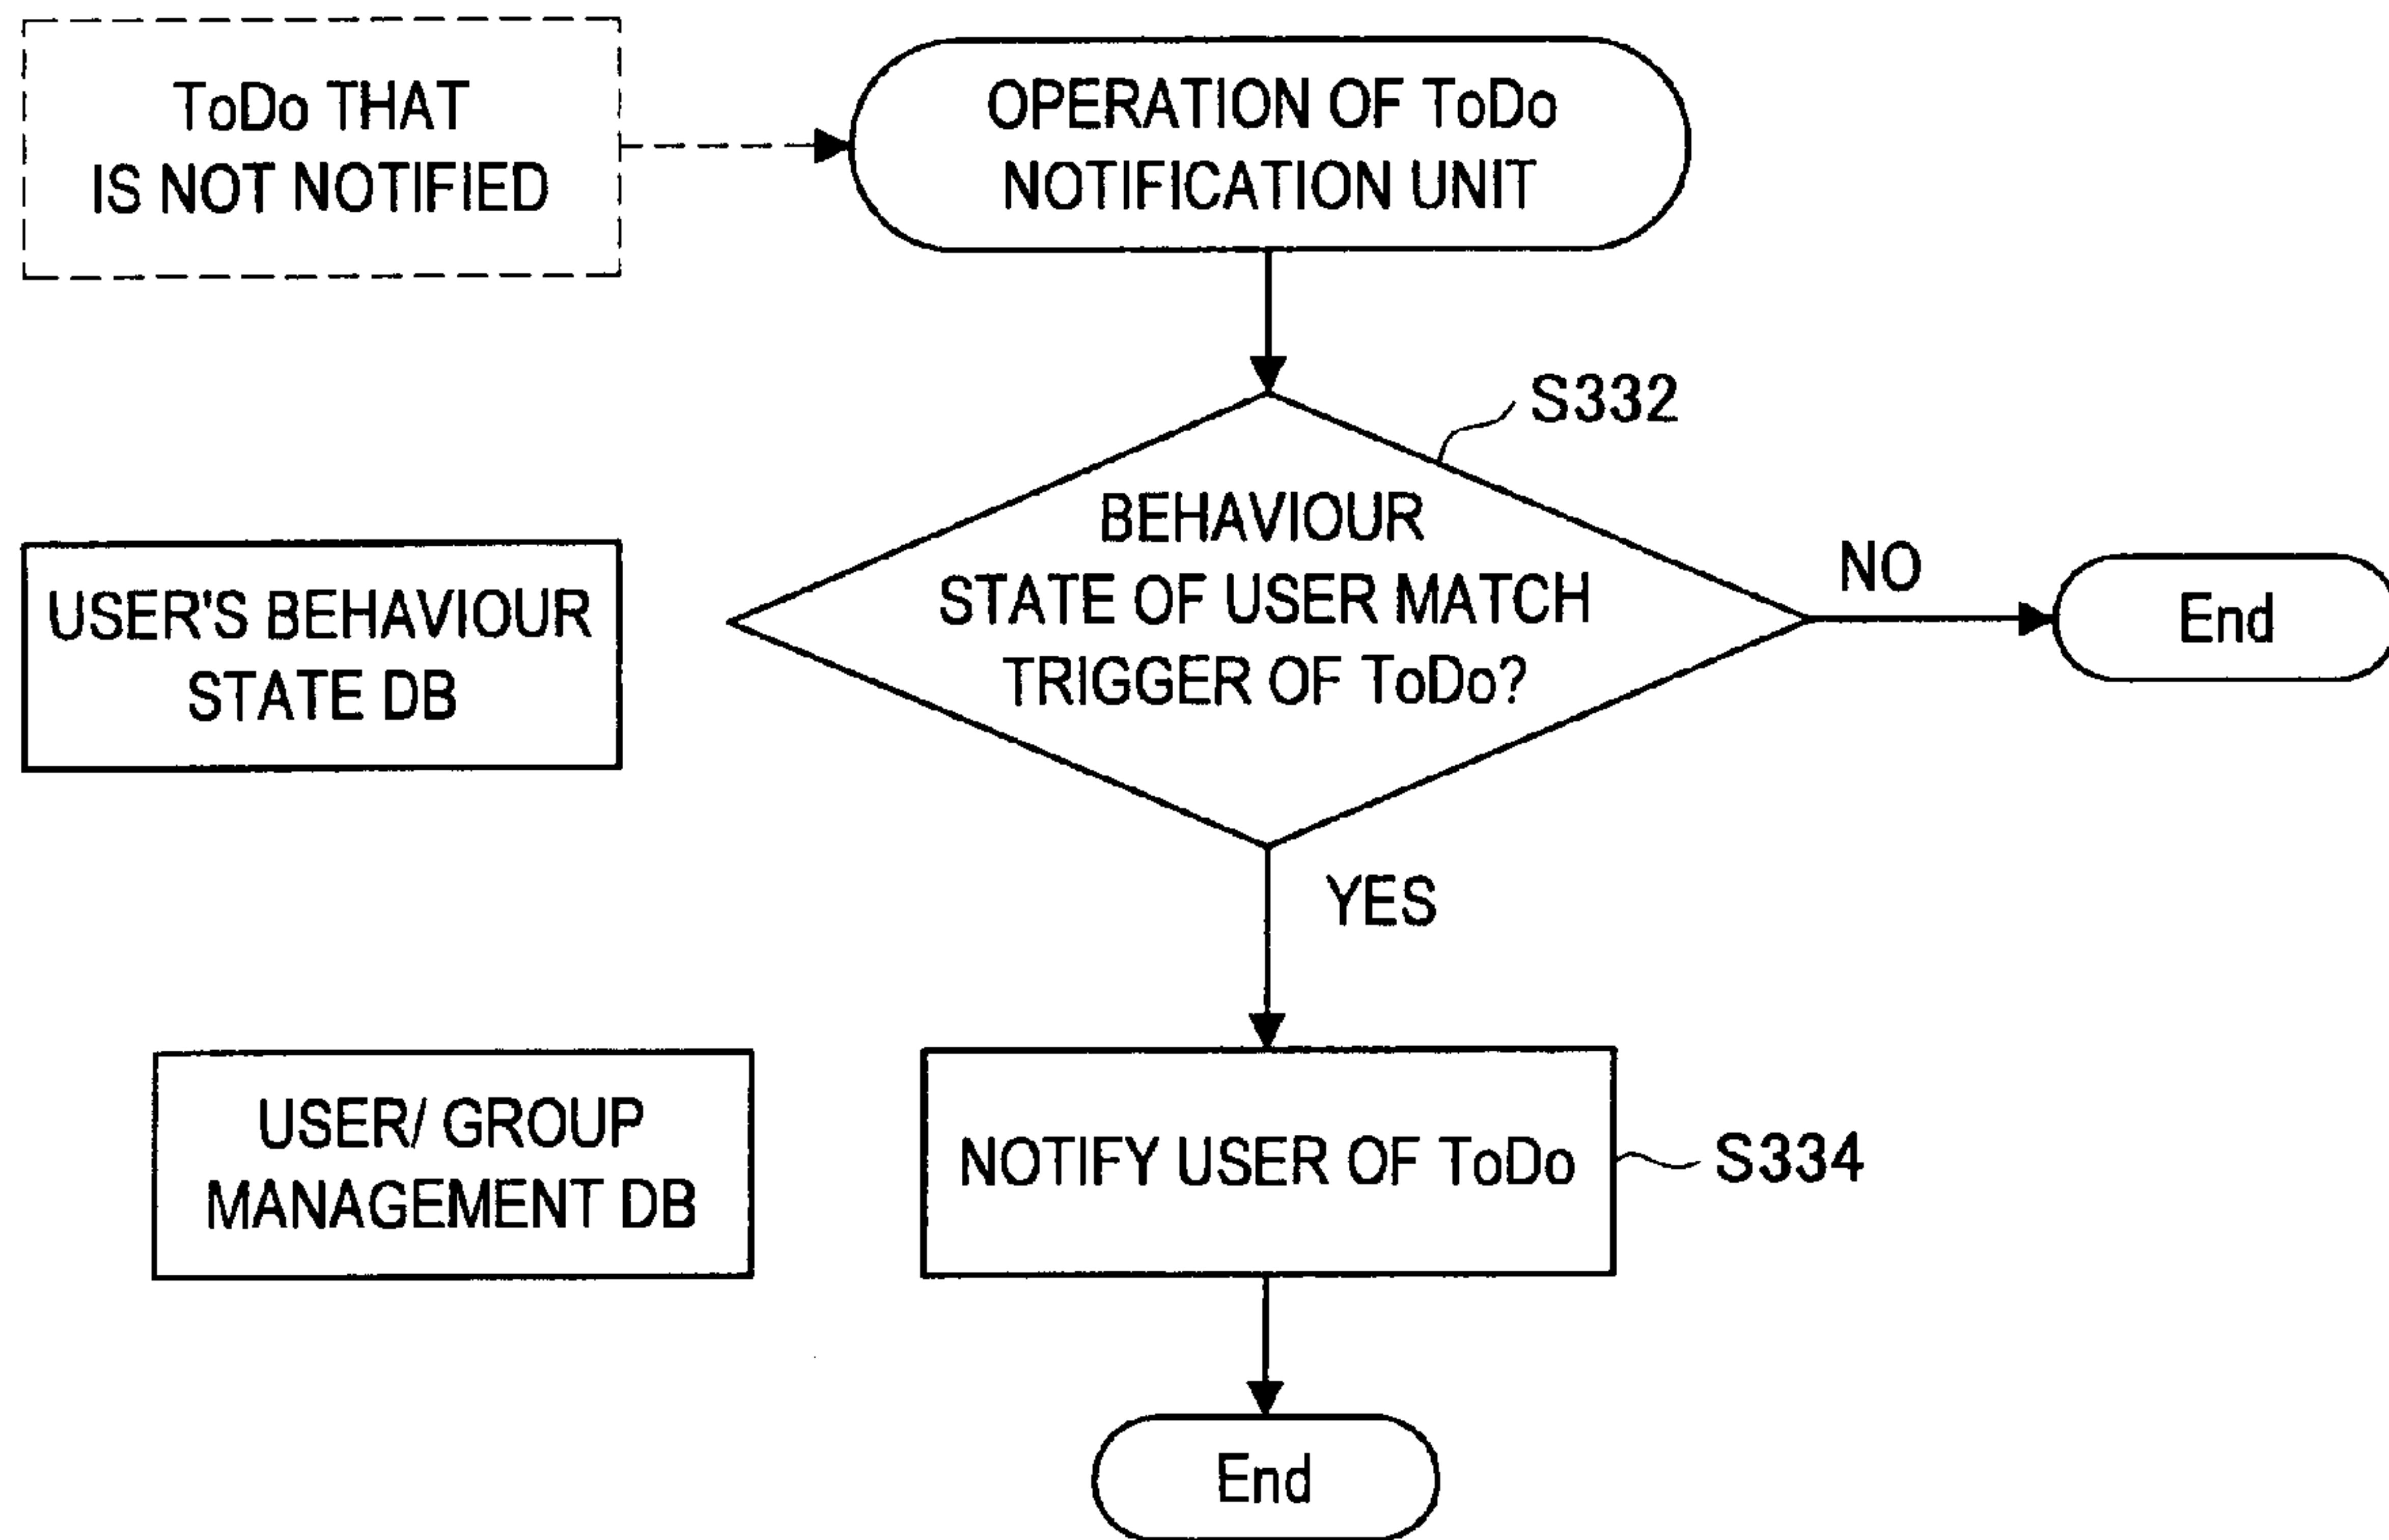 ToDo THAT
IS NOT NOTIFIED
OPERATION OF ToDo
NOTIFICATION UNIT
S332
BEHAVIOUR
STATE OF USER MATCH
TRIGGER OF ToDo?
NO
End
USER'S BEHAVIOUR
STATE DB
YES
USER/ GROUP
MANAGEMENT DB
NOTIFY USER OF ToDo
S334
End